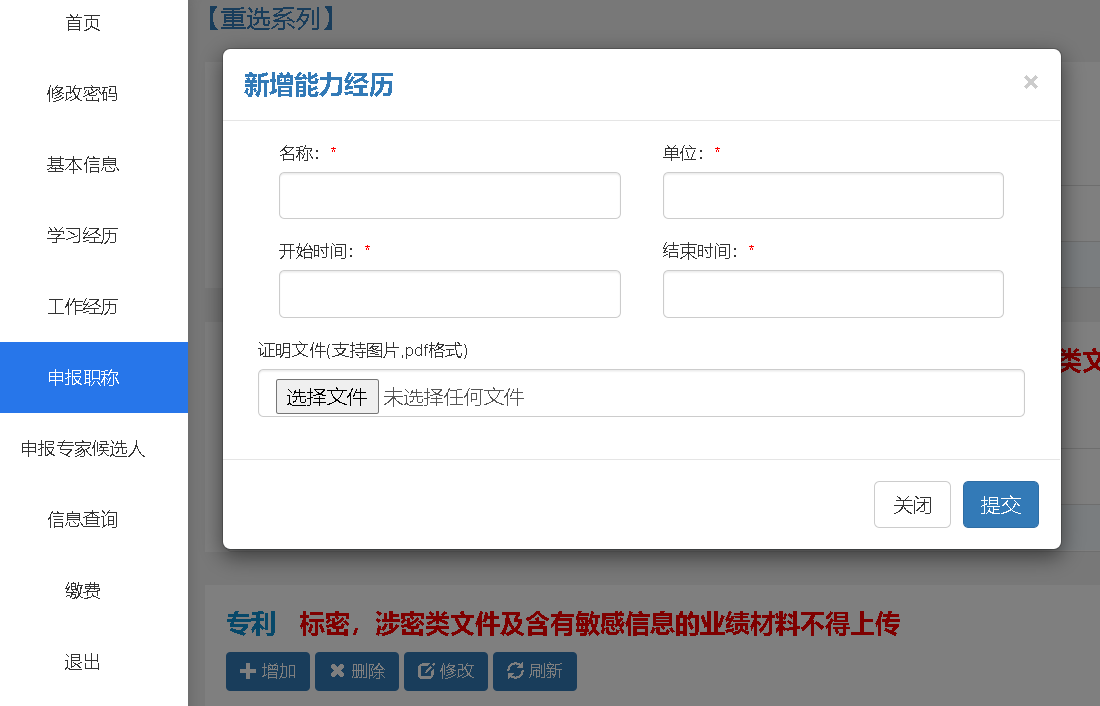 首页
修改密码
基本信息
学习经历
工作经历
申报职称
申报专家候选人
信息查询
缴费
退出
【重选系列】
新增能力经历 ×
名称：* 单位：*
开始时间：* 结束时间：*
证明文件(支持图片,pdf格式)
选择文件 未选择任何文件
关闭 提交
类文
专利 标密，涉密类文件及含有敏感信息的业绩材料不得上传
增加 删除 修改 刷新